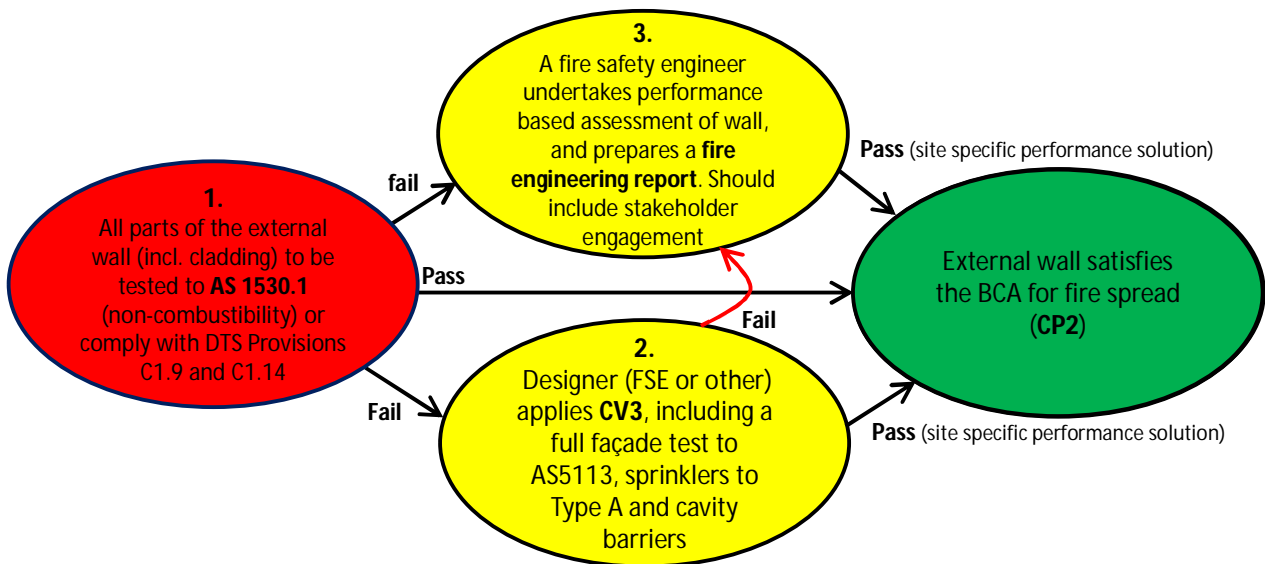 3.
A fire safety engineer
undertakes performance
based assessment of wall,
and prepares a fire
engineering report. Should
include stakeholder
engagement
Pass (site specific performance solution)
fail
1.
All parts of the external
wall (incl. cladding) to be
tested to AS 1530.1
(non-combustibility) or
comply with DTS Provisions
C1.9 and C1.14
Pass
External wall satisfies
the BCA for fire spread
(CP2)
Fail
Fail
2.
Designer (FSE or other)
applies CV3, including a
full façade test to
AS5113, sprinklers to
Type A and cavity
barriers
Pass (site specific performance solution)